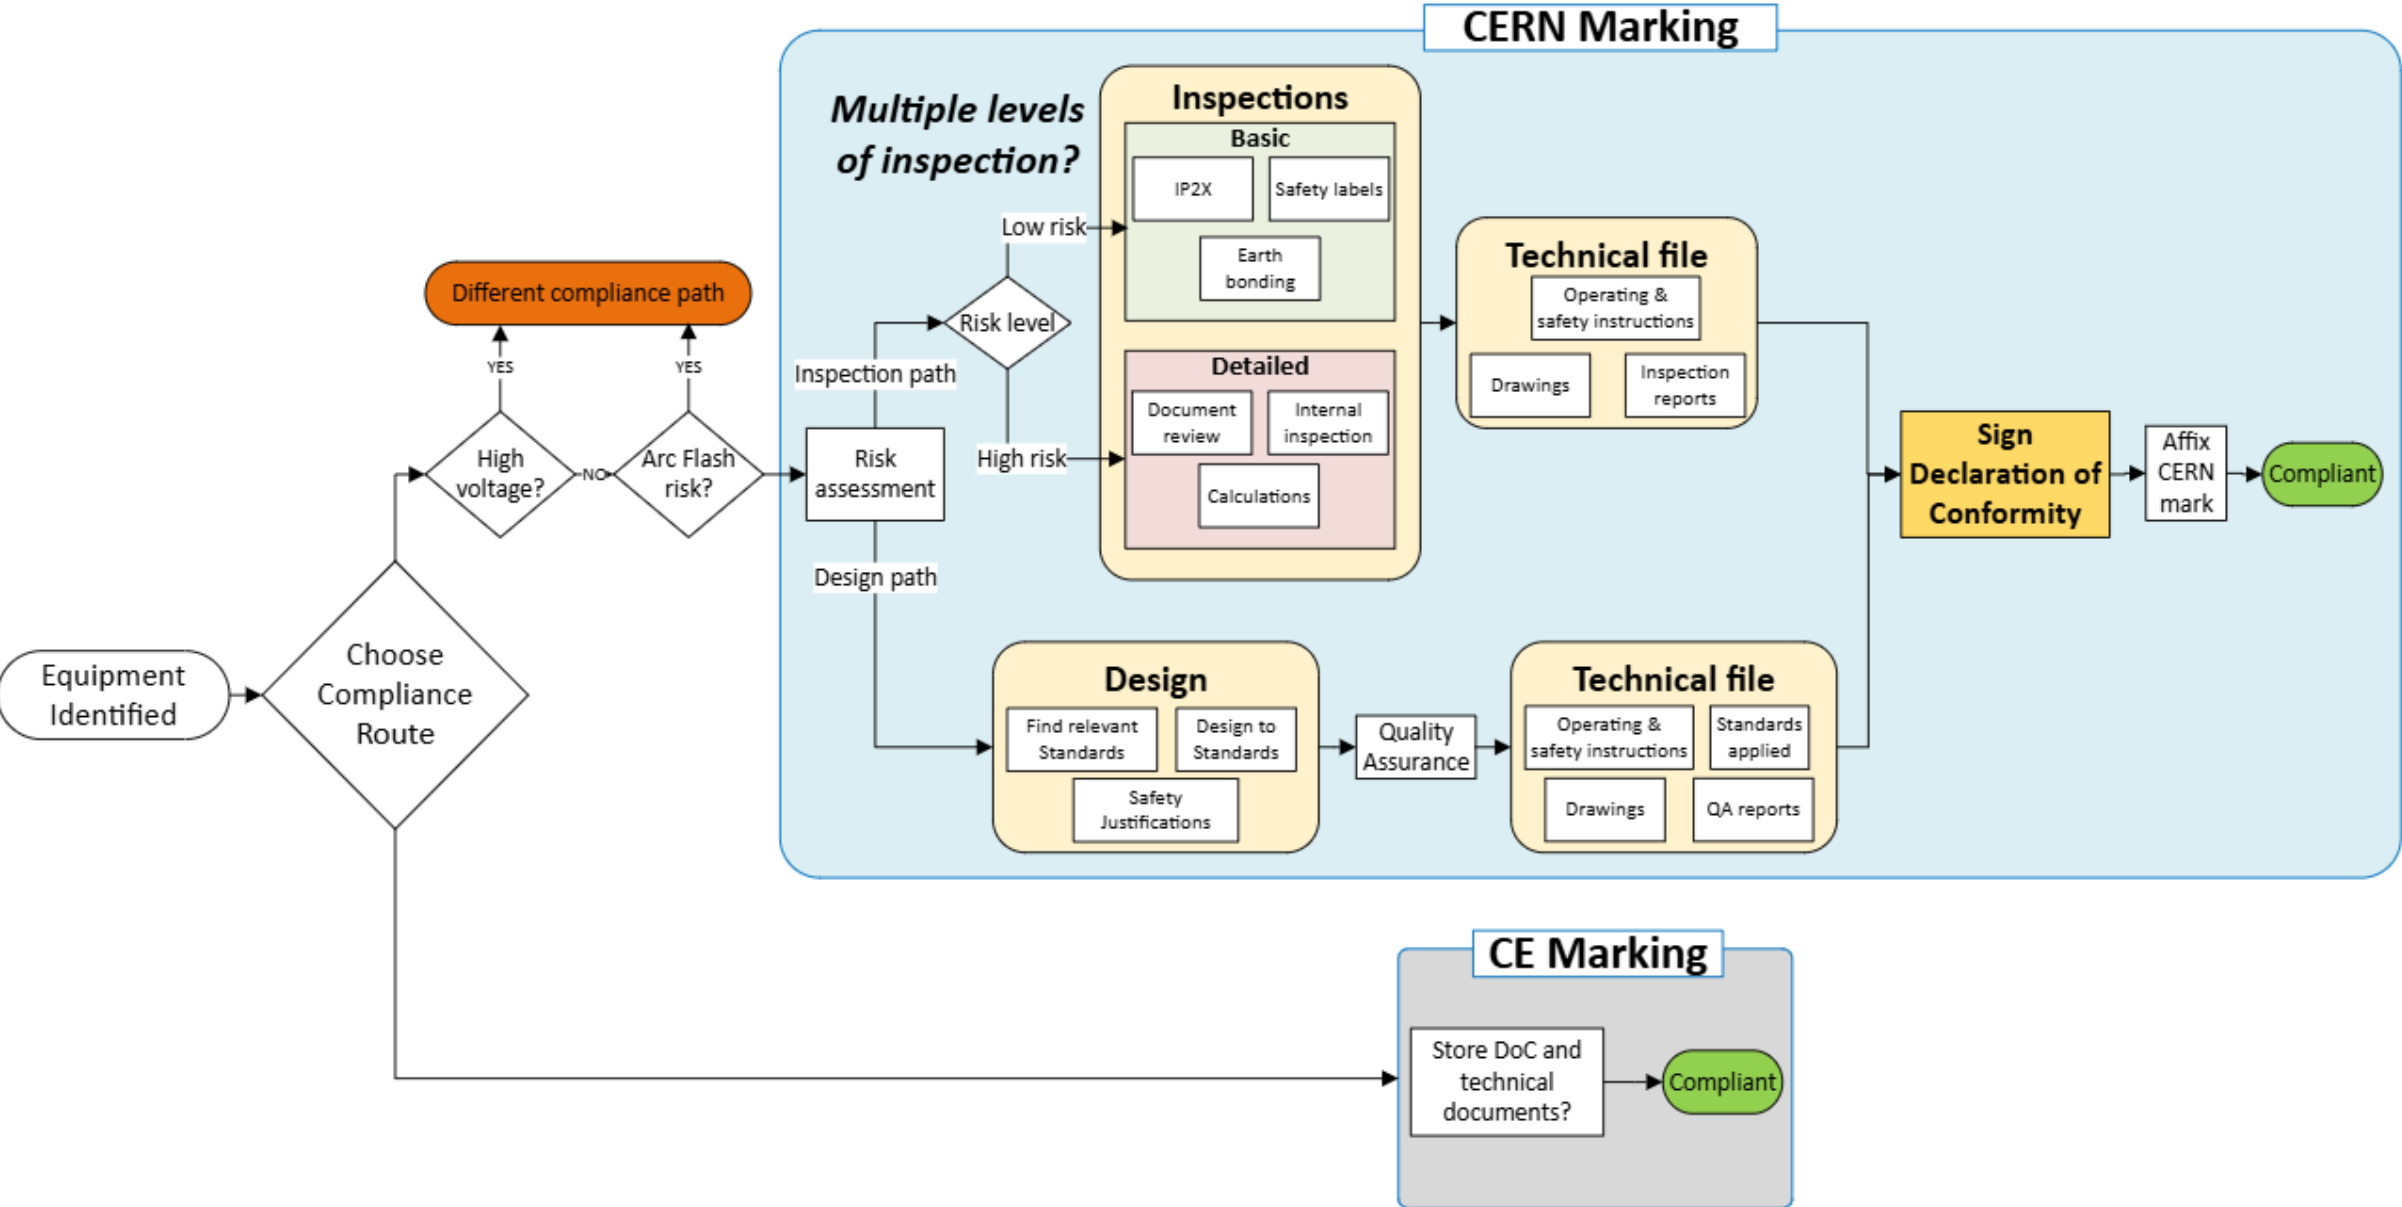 CERN Marking
Multiple levels
of inspection?
Inspections
Basic
IP2X
Safety labels
Earth
bonding
Low risk
Risk level
High risk
Detailed
Document
review
Internal
inspection
Calculations
Technical file
Operating &
safety instructions
Drawings
Inspection
reports
Different compliance path
YES
YES
High
voltage?
NO
Arc Flash
risk?
Inspection path
Risk
assessment
Design path
Sign
Declaration of
Conformity
Affix
CERN
mark
Compliant
Equipment
Identified
Choose
Compliance
Route
Design
Find relevant
Standards
Design to
Standards
Safety
Justifications
Quality
Assurance
Technical file
Operating &
safety instructions
Standards
applied
Drawings
QA reports
CE Marking
Store DoC and
technical
documents?
Compliant